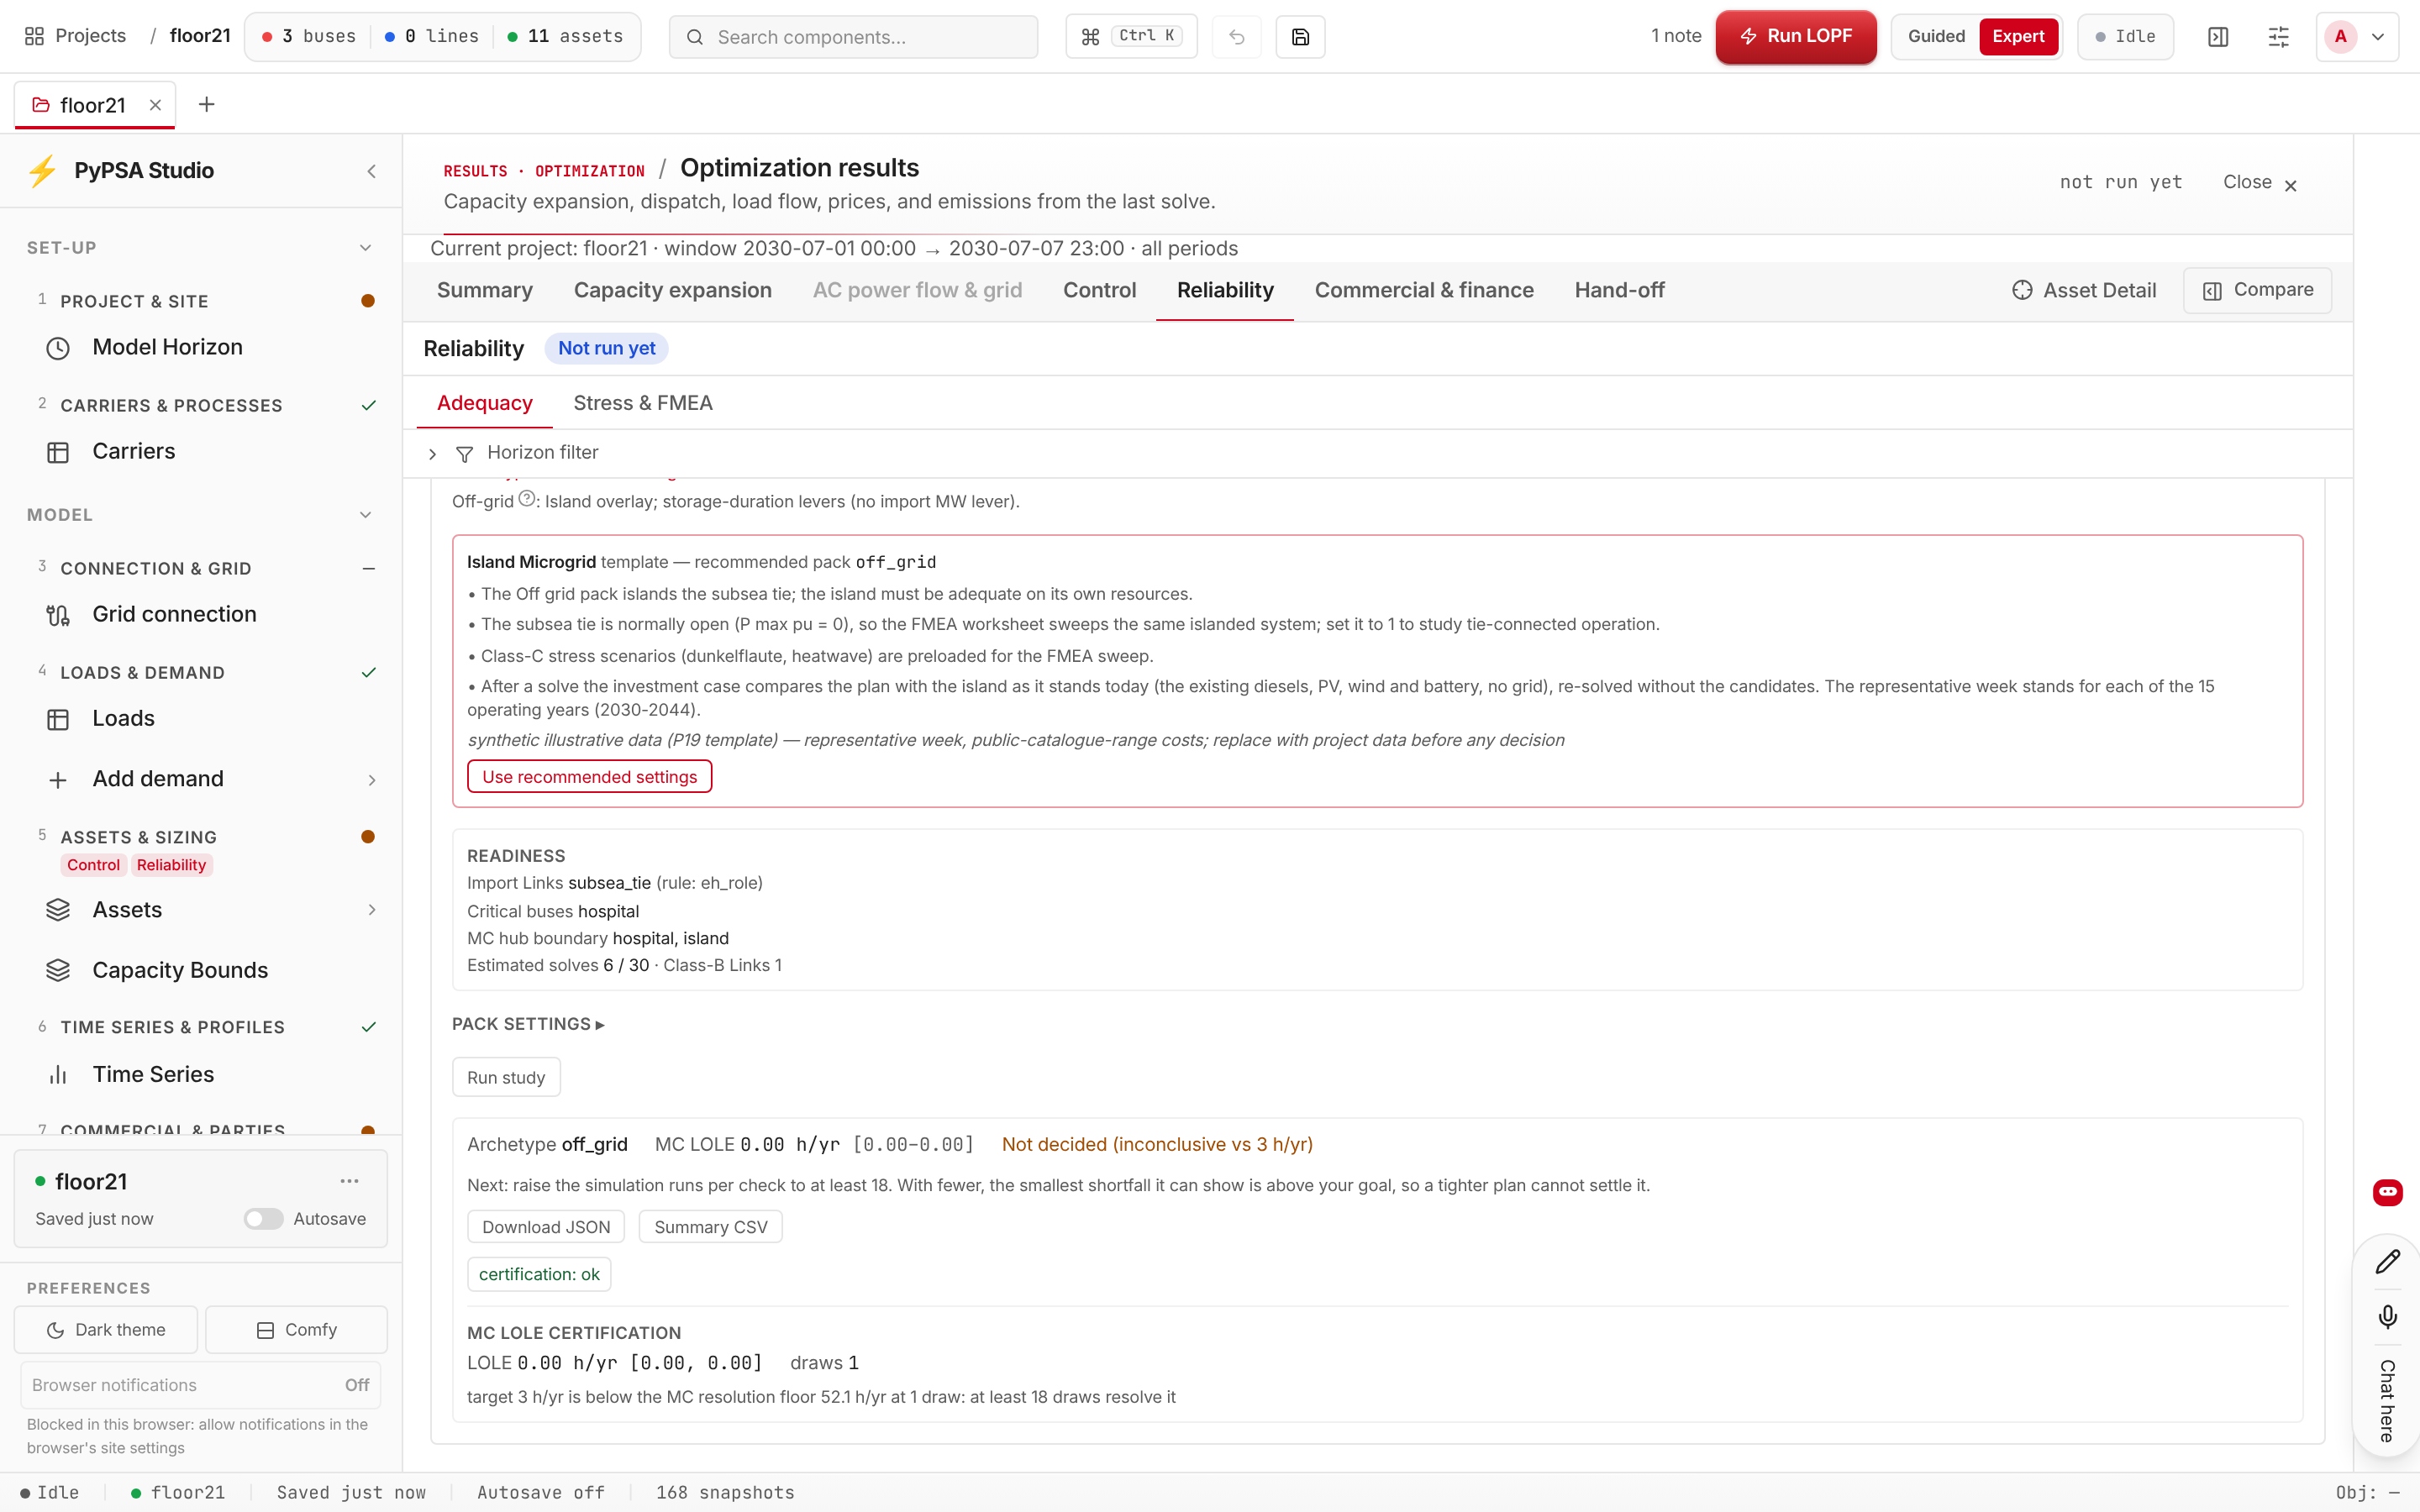 Projects / floor21
3 buses
0 lines
11 assets
Search components...
Ctrl K
1 note
Run LOPF
Guided
Expert
Idle
A
floor21
PyPSA Studio
SET-UP
1 PROJECT & SITE
Model Horizon
2 CARRIERS & PROCESSES
Carriers
MODEL
3 CONNECTION & GRID
Grid connection
4 LOADS & DEMAND
Loads
Add demand
5 ASSETS & SIZING
Control Reliability
Assets
Capacity Bounds
6 TIME SERIES & PROFILES
Time Series
7 COMMERCIAL & PARTIES
floor21
Saved just now
Autosave
PREFERENCES
Dark theme
Comfy
Browser notifications Off
Blocked in this browser: allow notifications in the
browser's site settings
RESULTS · OPTIMIZATION / Optimization results
Capacity expansion, dispatch, load flow, prices, and emissions from the last solve.
not run yet
Close
Current project: floor21 · window 2030-07-01 00:00 → 2030-07-07 23:00 · all periods
Summary
Capacity expansion
AC power flow & grid
Control
Reliability
Commercial & finance
Hand-off
Asset Detail
Compare
Reliability Not run yet
Adequacy
Stress & FMEA
Horizon filter
Off-grid ?: Island overlay; storage-duration levers (no import MW lever).
Island Microgrid template — recommended pack off_grid
• The Off grid pack islands the subsea tie; the island must be adequate on its own resources.
• The subsea tie is normally open (P max pu = 0), so the FMEA worksheet sweeps the same islanded system; set it to 1 to study tie-connected operation.
• Class-C stress scenarios (dunkelflaute, heatwave) are preloaded for the FMEA sweep.
• After a solve the investment case compares the plan with the island as it stands today (the existing diesels, PV, wind and battery, no grid), re-solved without the candidates. The representative week stands for each of the 15
operating years (2030-2044).
synthetic illustrative data (P19 template) — representative week, public-catalogue-range costs; replace with project data before any decision
Use recommended settings
READINESS
Import Links subsea_tie (rule: eh_role)
Critical buses hospital
MC hub boundary hospital, island
Estimated solves 6 / 30 · Class-B Links 1
PACK SETTINGS ▸
Run study
Archetype off_grid MC LOLE 0.00 h/yr [0.00–0.00] Not decided (inconclusive vs 3 h/yr)
Next: raise the simulation runs per check to at least 18. With fewer, the smallest shortfall it can show is above your goal, so a tighter plan cannot settle it.
Download JSON
Summary CSV
certification: ok
MC LOLE CERTIFICATION
LOLE 0.00 h/yr [0.00, 0.00] draws 1
target 3 h/yr is below the MC resolution floor 52.1 h/yr at 1 draw: at least 18 draws resolve it
Chat here
Idle
floor21
Saved just now
Autosave off
168 snapshots
Obj: —